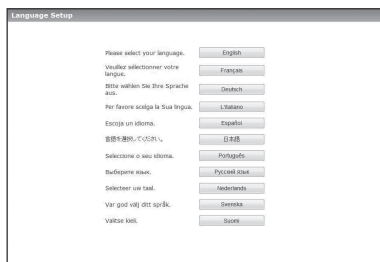 Language Setup
Please select your language. English
Veuillez sélectionner votre
langue. Français
Bitte wählen Sie Ihre Sprache
aus. Deutsch
Per favore scelga la Sua lingua. L'Italiano
Escoja un idioma. Español
言語を選択してください。 日本語
Seleccione o seu idioma. Português
Выберите язык. Русский язык
Selecteer uw taal. Nederlands
Var god välj ditt språk. Svenska
Valitse kieli. Suomi